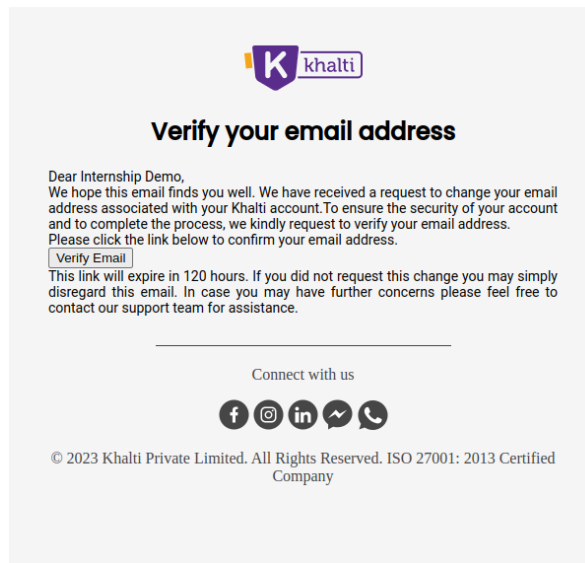 K khalti
Verify your email address
Dear Internship Demo,
We hope this email finds you well. We have received a request to change your email
address associated with your Khalti account.To ensure the security of your account
and to complete the process, we kindly request to verify your email address.
Please click the link below to confirm your email address.
Verify Email
This link will expire in 120 hours. If you did not request this change you may simply
disregard this email. In case you may have further concerns please feel free to
contact our support team for assistance.
Connect with us
f in
© 2023 Khalti Private Limited. All Rights Reserved. ISO 27001: 2013 Certified
Company